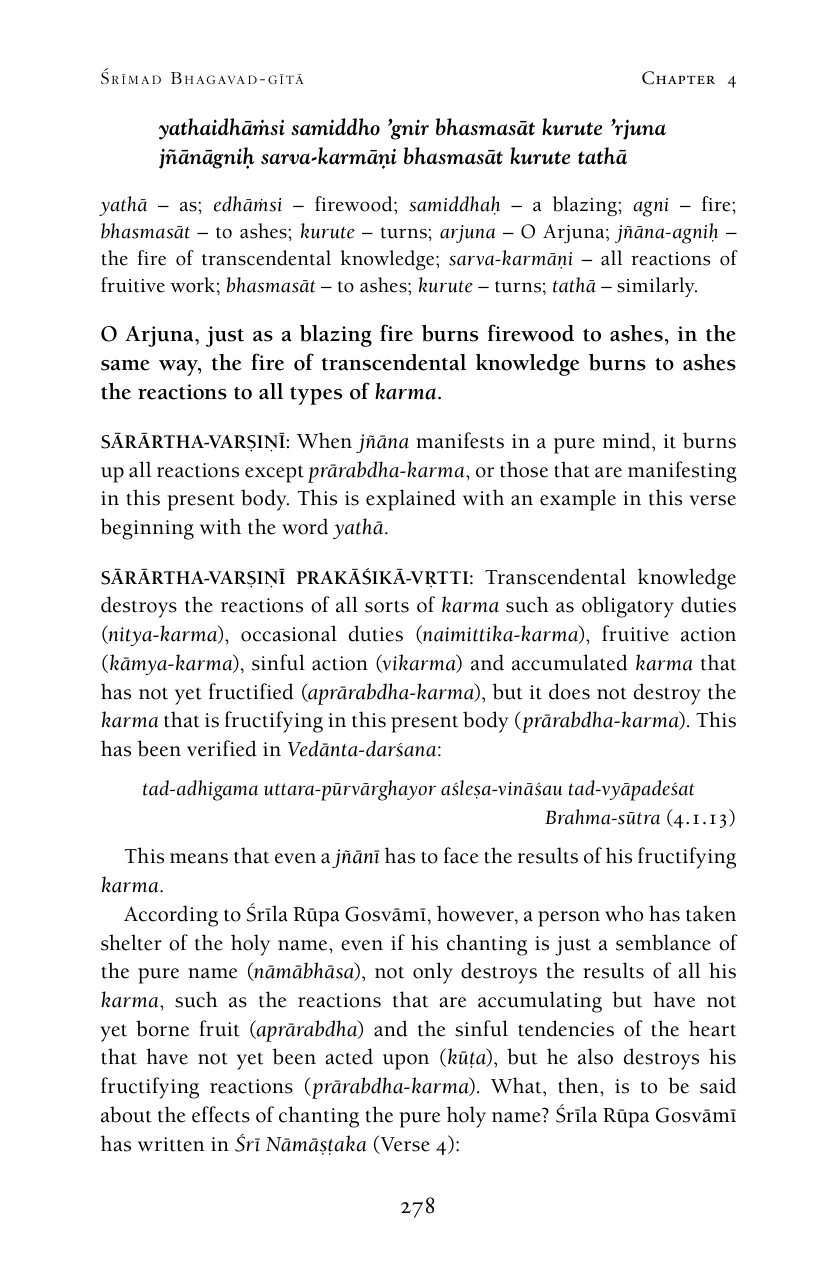 Śrīmad Bhagavad-gītā Chapter 4
yathaidhāṁsi samiddho ’gnir bhasmasāt kurute ’rjuna
jñānāgniḥ sarva-karmāṇi bhasmasāt kurute tathā
yathā – as; edhāṁsi – firewood; samiddhaḥ – a blazing; agni – fire;
bhasmasāt – to ashes; kurute – turns; arjuna – O Arjuna; jñāna-agniḥ –
the fire of transcendental knowledge; sarva-karmāṇi – all reactions of
fruitive work; bhasmasāt – to ashes; kurute – turns; tathā – similarly.
O Arjuna, just as a blazing fire burns firewood to ashes, in the
same way, the fire of transcendental knowledge burns to ashes
the reactions to all types of karma.
SĀRĀRTHA-VARṢIṆĪ: When jñāna manifests in a pure mind, it burns
up all reactions except prārabdha-karma, or those that are manifesting
in this present body. This is explained with an example in this verse
beginning with the word yathā.
SĀRĀRTHA-VARṢIṆĪ PRAKĀŚIKĀ-VṚTTI: Transcendental knowledge
destroys the reactions of all sorts of karma such as obligatory duties
(nitya-karma), occasional duties (naimittika-karma), fruitive action
(kāmya-karma), sinful action (vikarma) and accumulated karma that
has not yet fructified (aprārabdha-karma), but it does not destroy the
karma that is fructifying in this present body (prārabdha-karma). This
has been verified in Vedānta-darśana:
tad-adhigama uttara-pūrvārghayor aśleṣa-vināśau tad-vyāpadeśat
Brahma-sūtra (4.1.13)
This means that even a jñānī has to face the results of his fructifying
karma.
According to Śrīla Rūpa Gosvāmī, however, a person who has taken
shelter of the holy name, even if his chanting is just a semblance of
the pure name (nāmābhāsa), not only destroys the results of all his
karma, such as the reactions that are accumulating but have not
yet borne fruit (aprārabdha) and the sinful tendencies of the heart
that have not yet been acted upon (kūṭa), but he also destroys his
fructifying reactions (prārabdha-karma). What, then, is to be said
about the effects of chanting the pure holy name? Śrīla Rūpa Gosvāmī
has written in Śrī Nāmāṣṭaka (Verse 4):
278